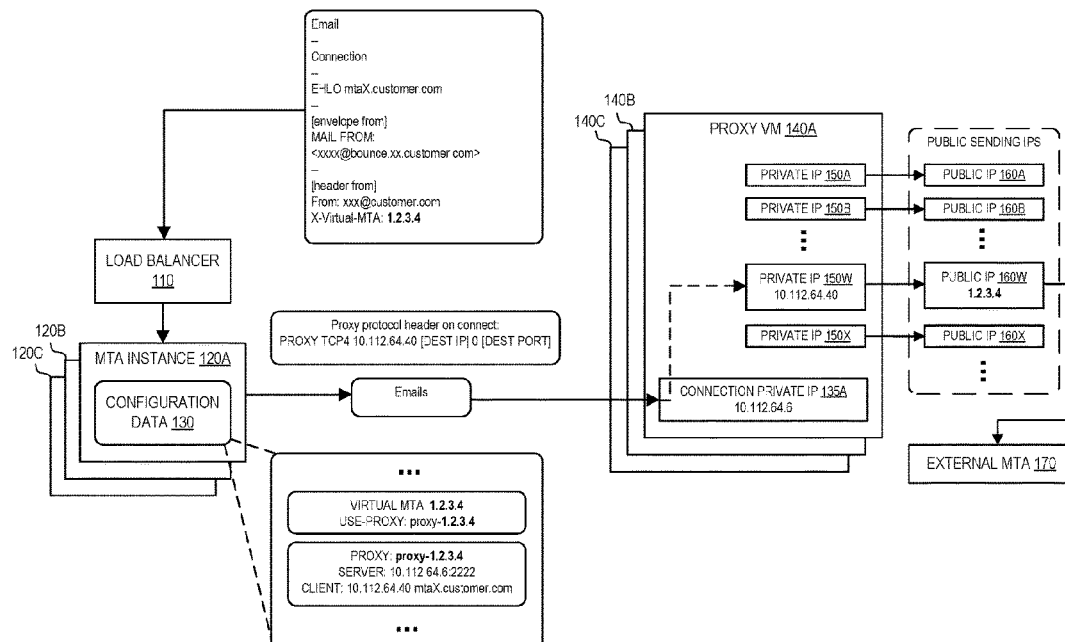 Email
--
Connection
--
EHLO mtaX.customer.com
--
[envelope from]
MAIL FROM:
<xxxx@bounce.xx.customer.com>
--
[header from]
From: xxx@customer.com
X-Virtual-MTA: 1.2.3.4
LOAD BALANCER
110
120B
120C
MTA INSTANCE 120A
CONFIGURATION
DATA 130
Proxy protocol header on connect:
PROXY TCP4 10.112.64.40 [DEST IP] 0 [DEST PORT]
Emails
...
VIRTUAL MTA 1.2.3.4
USE-PROXY: proxy-1.2.3.4
PROXY: proxy-1.2.3.4
SERVER: 10.112 64.6:2222
CLIENT: 10.112.64.40 mtaX.customer.com
...
140B
140C
PROXY VM 140A
PRIVATE IP 150A
PRIVATE IP 150B
...
PRIVATE IP 150W
10.112.64.40
PRIVATE IP 150X
CONNECTION PRIVATE IP 135A
10.112.64.6
PUBLIC SENDING IPS
PUBLIC IP 160A
PUBLIC IP 160B
...
PUBLIC IP 160W
1.2.3.4
PUBLIC IP 160X
...
EXTERNAL MTA 170